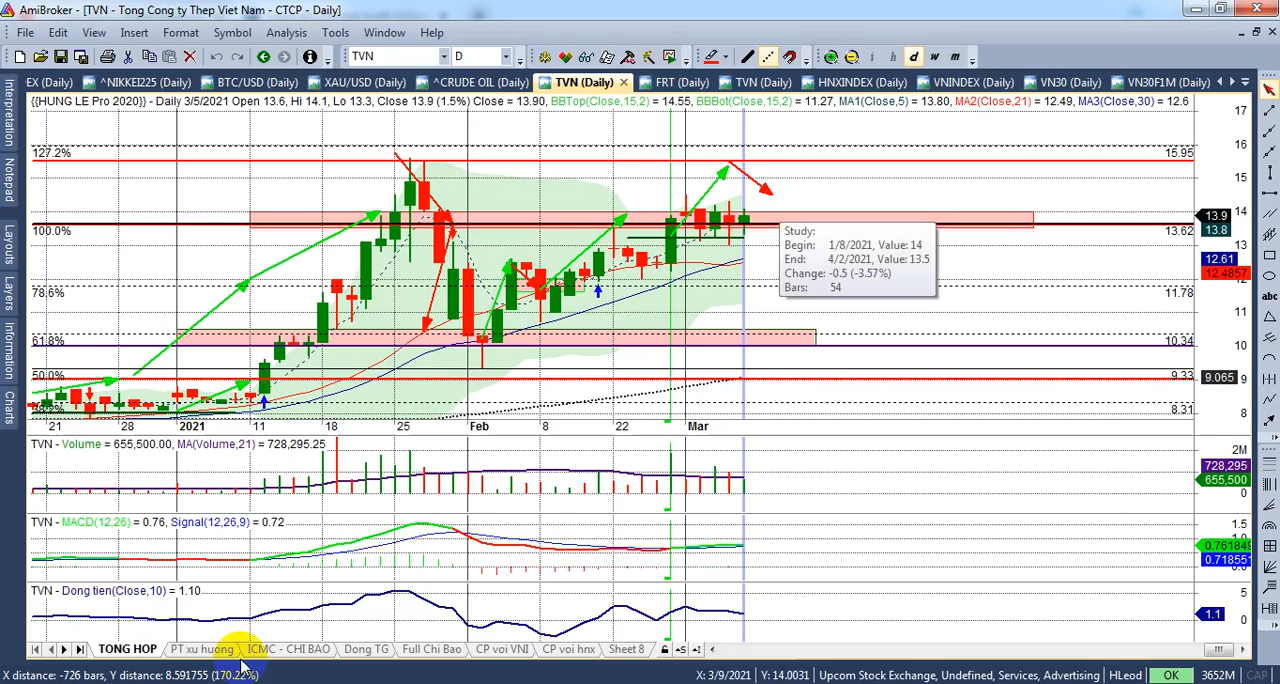 AmiBroker - [TVN - Tong Cong ty Thep Viet Nam - CTCP - Daily]
File Edit View Insert Format Symbol Analysis Tools Window Help
TVN D i h d w m
EX (Daily) ^NIKKEI225 (Daily) BTC/USD (Daily) XAU/USD (Daily) ^CRUDE OIL (Daily) TVN (Daily) FRT (Daily) TVN (Daily) HNXINDEX (Daily) VNINDEX (Daily) VN30 (Daily) VN30F1M (Daily)
Interpretation
Notepad
Layouts
Layers
Information
Charts
{{HUNG LE Pro 2020}} - Daily 3/5/2021 Open 13.6, Hi 14.1, Lo 13.3, Close 13.9 (1.5%) Close = 13.90, BBTop(Close,15,2) = 14.55, BBBot(Close,15,2) = 11.27, MA1(Close,5) = 13.80, MA2(Close,21) = 12.49, MA3(Close,30) = 12.6
17
16
127.2% 15.95
15
14
13.9
13.8
100.0% 13.62
13
12.61
12.4857
12
78.6% 11.78
11
61.8% 10.34
10
50.0% 9.33
9.065 9
8.31
8
Study:
Begin: 1/8/2021, Value: 14
End: 4/2/2021, Value: 13.5
Change: -0.5 (-3.57%)
Bars: 54
21 28 2021 11 18 25 Feb 8 22 Mar
TVN - Volume = 655,500.00, MA(Volume,21) = 728,295.25
2M
728,295
655,500
0
TVN - MACD(12,26) = 0.76, Signal(12,26,9) = 0.72
1.5
0.761849
0.718551
TVN - Dong tien(Close,10) = 1.10
5
1.1
0
TONG HOP PT xu huong ICMC - CHI BAO Dong TG Full Chi Bao CP voi VNI CP voi hnx Sheet 8
X distance: -726 bars, Y distance: 8.591755 (170.22%) X: 3/9/2021 Y: 14.0031 Upcom Stock Exchange, Undefined, Services, Advertising HLeod OK 3652M CAP